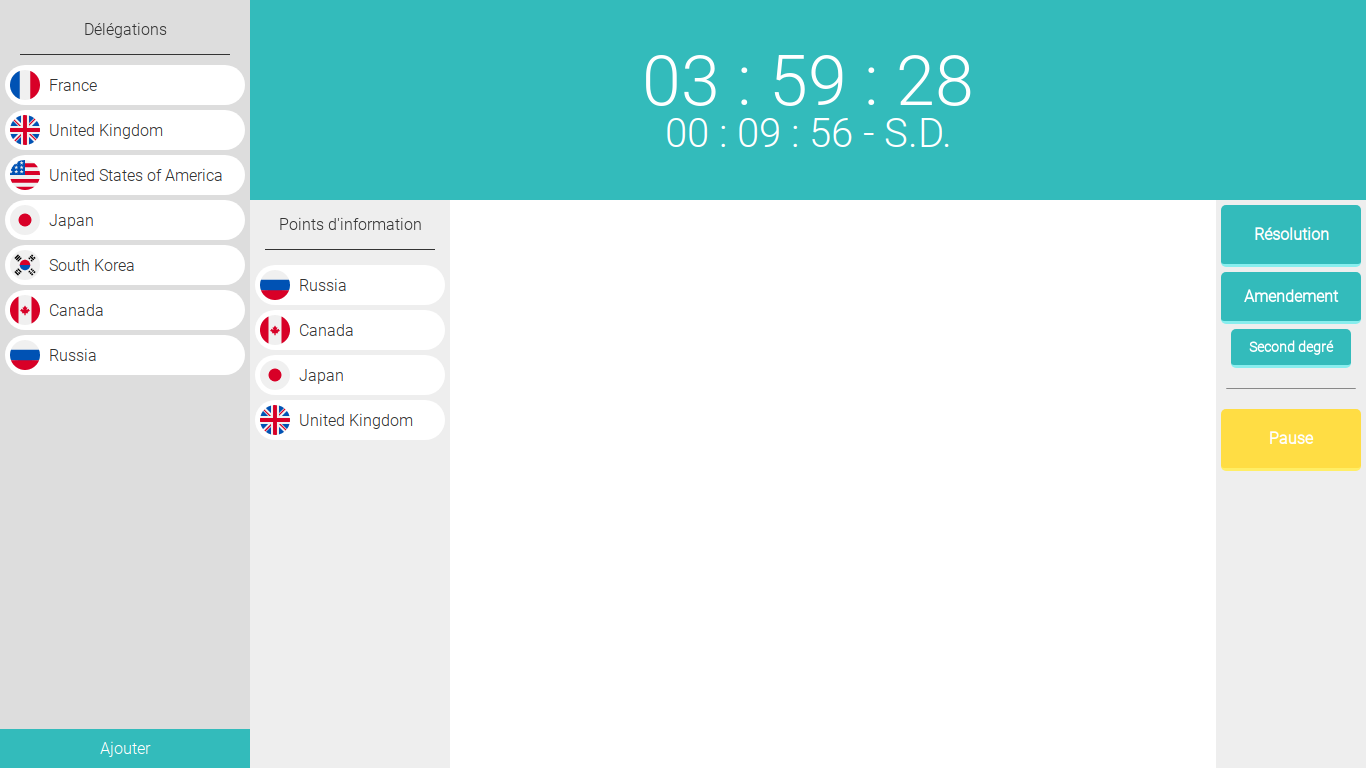 Délégations
France
United Kingdom
United States of America
Japan
South Korea
Canada
Russia
Ajouter
03 : 59 : 28
00 : 09 : 56 - S.D.
Points d'information
Russia
Canada
Japan
United Kingdom
Résolution
Amendement
Second degré
Pause